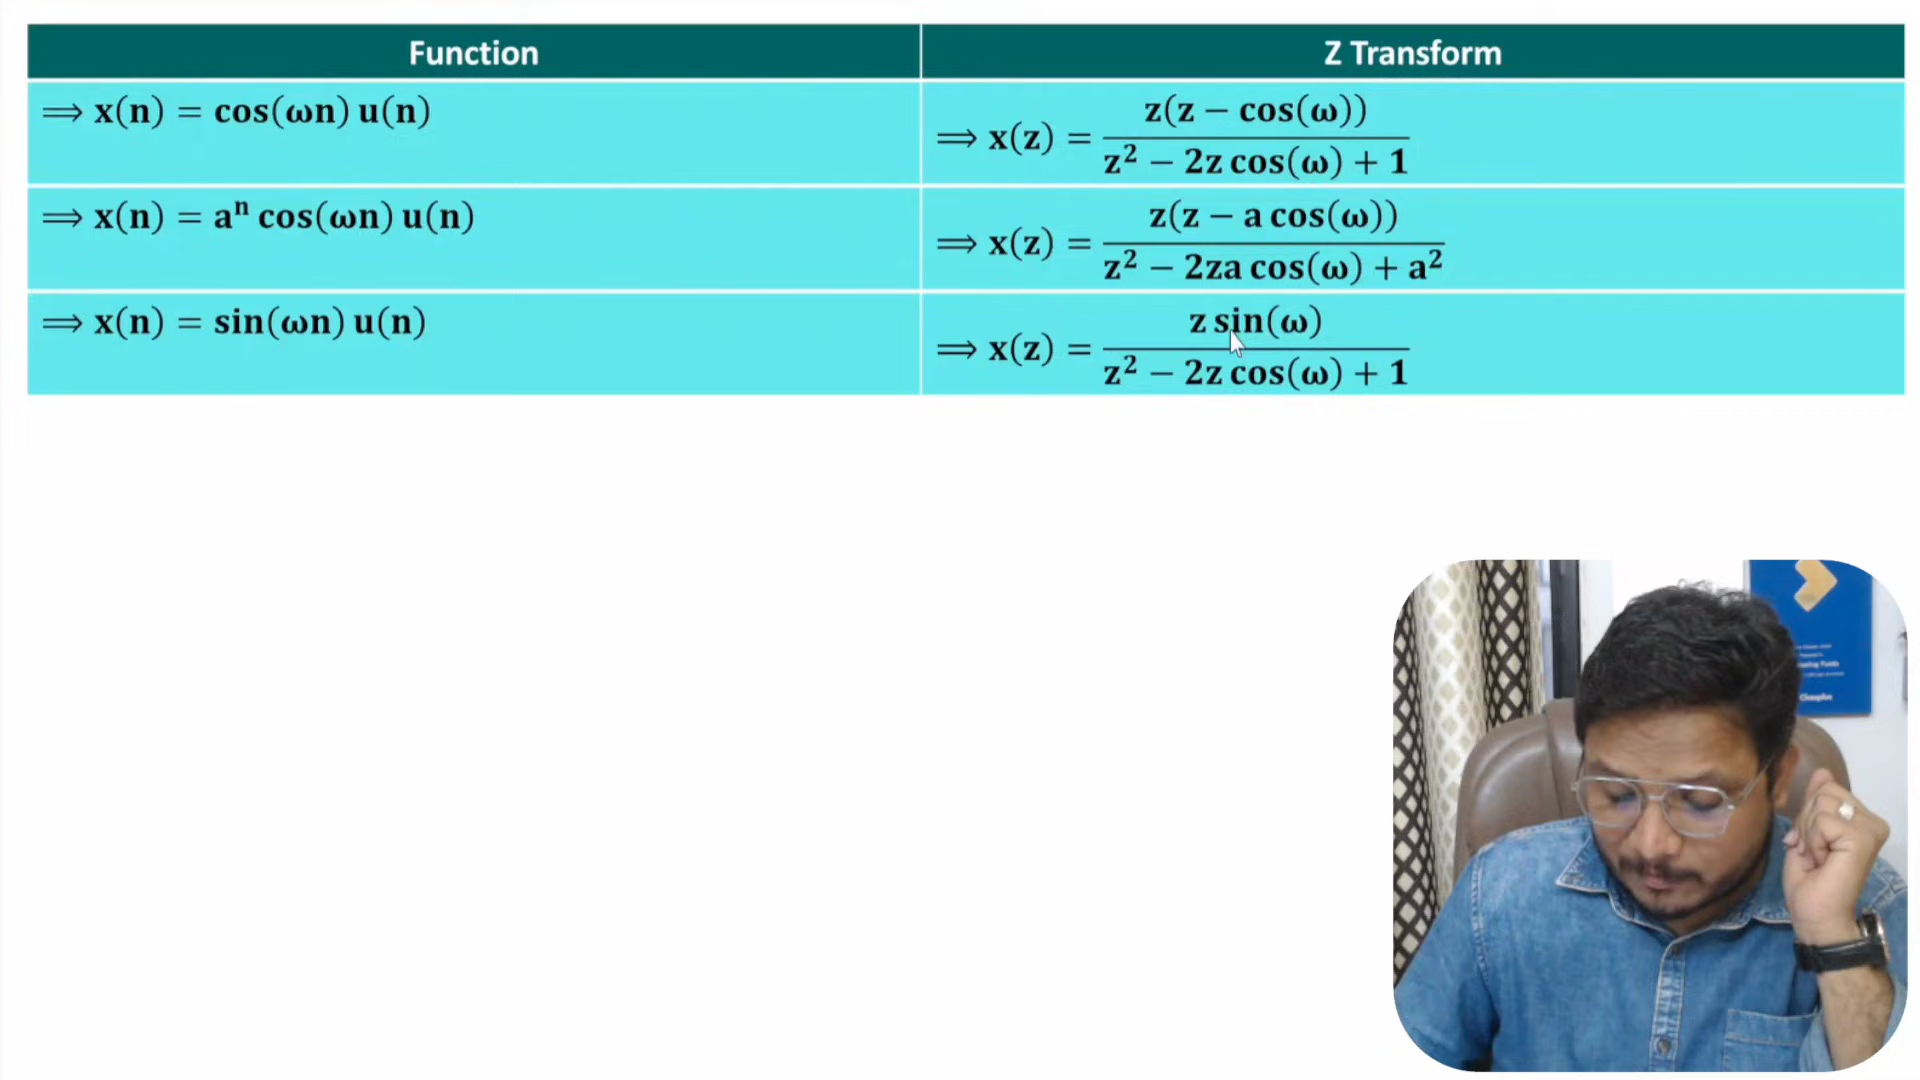 Function
Z Transform
⟹ x(n) = cos(ωn) u(n)
⟹ x(z) = z(z − cos(ω)) / z² − 2z cos(ω) + 1
⟹ x(n) = aⁿ cos(ωn) u(n)
⟹ x(z) = z(z − a cos(ω)) / z² − 2za cos(ω) + a²
⟹ x(n) = sin(ωn) u(n)
⟹ x(z) = z sin(ω) / z² − 2z cos(ω) + 1